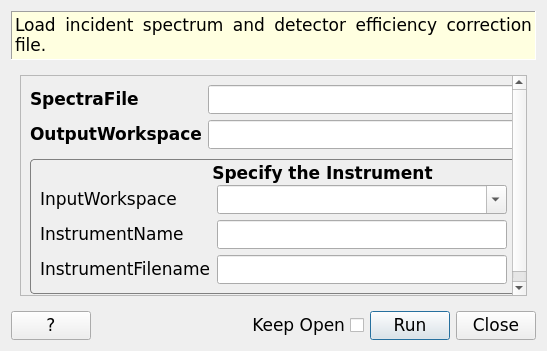 Load incident spectrum and detector efficiency correction
file.
SpectraFile
OutputWorkspace
Specify the Instrument
InputWorkspace
InstrumentName
InstrumentFilename
? Keep Open Run Close